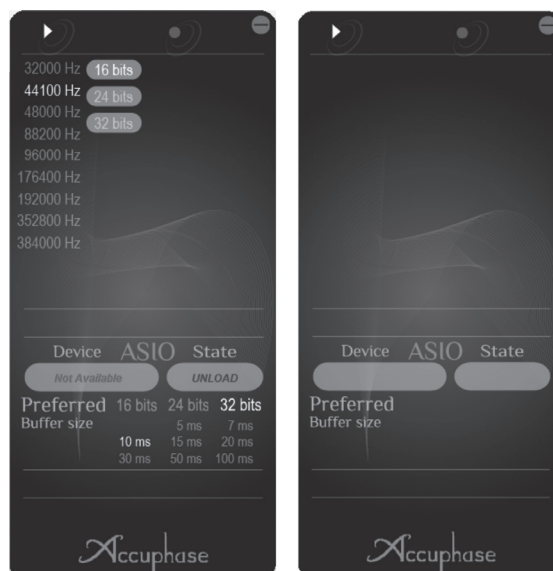 32000 Hz 16 bits
44100 Hz 24 bits
48000 Hz 32 bits
88200 Hz
96000 Hz
176400 Hz
192000 Hz
352800 Hz
384000 Hz
Device ASIO State
Not Available UNLOAD
Preferred 16 bits 24 bits 32 bits
Buffer size
5 ms 7 ms
10 ms 15 ms 20 ms
30 ms 50 ms 100 ms
Accuphase
Device ASIO State
Preferred
Buffer size
Accuphase